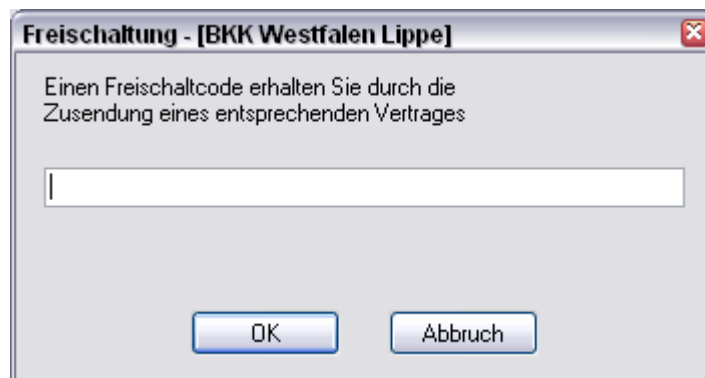 Freischaltung - [BKK Westfalen Lippe]
Einen Freischaltcode erhalten Sie durch die
Zusendung eines entsprechenden Vertrages
OK
Abbruch